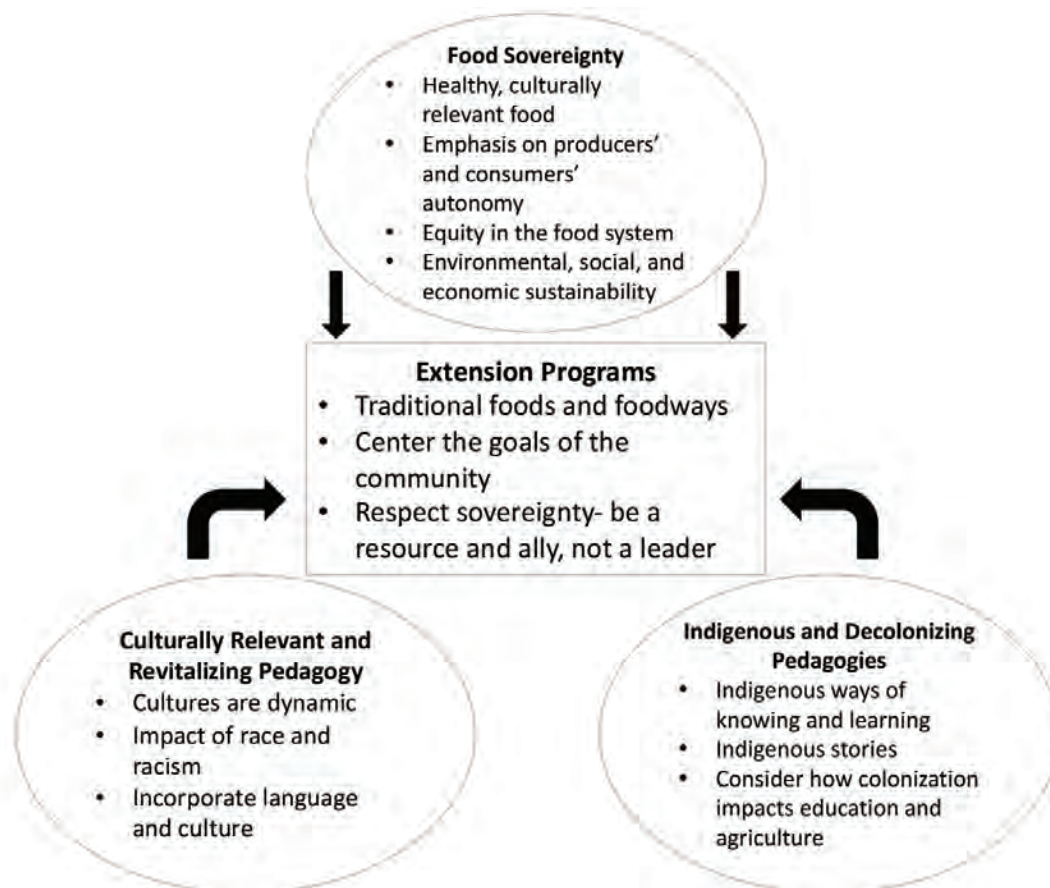 Food Sovereignty
• Healthy, culturally
relevant food
• Emphasis on producers’
and consumers’
autonomy
• Equity in the food system
• Environmental, social, and
economic sustainability
Extension Programs
• Traditional foods and foodways
• Center the goals of the
community
• Respect sovereignty- be a
resource and ally, not a leader
Culturally Relevant and
Revitalizing Pedagogy
• Cultures are dynamic
• Impact of race and
racism
• Incorporate language
and culture
Indigenous and Decolonizing
Pedagogies
• Indigenous ways of
knowing and learning
• Indigenous stories
• Consider how colonization
impacts education and
agriculture